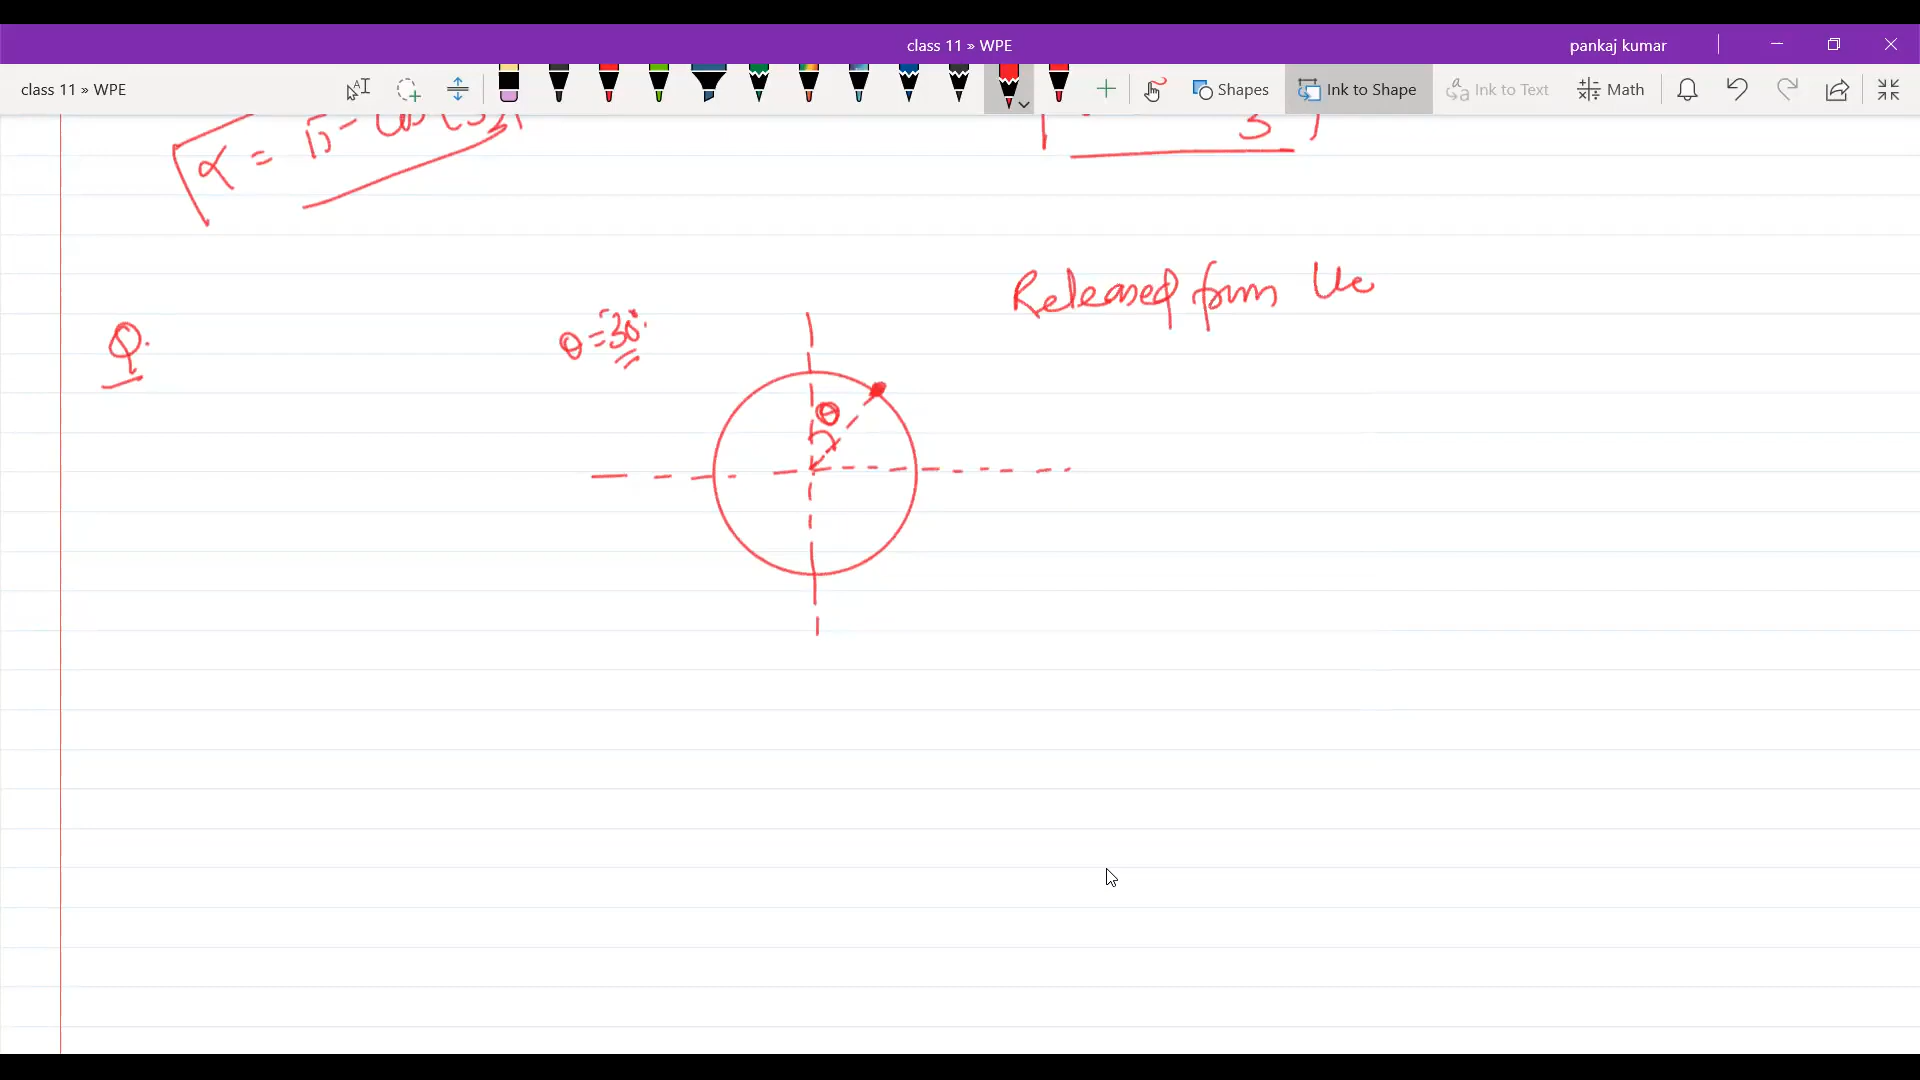 class 11 » WPE
pankaj kumar
class 11 » WPE
Shapes
Ink to Shape
Ink to Text
Math
α = π -
3
Released from
Q.
θ = 30°
θ